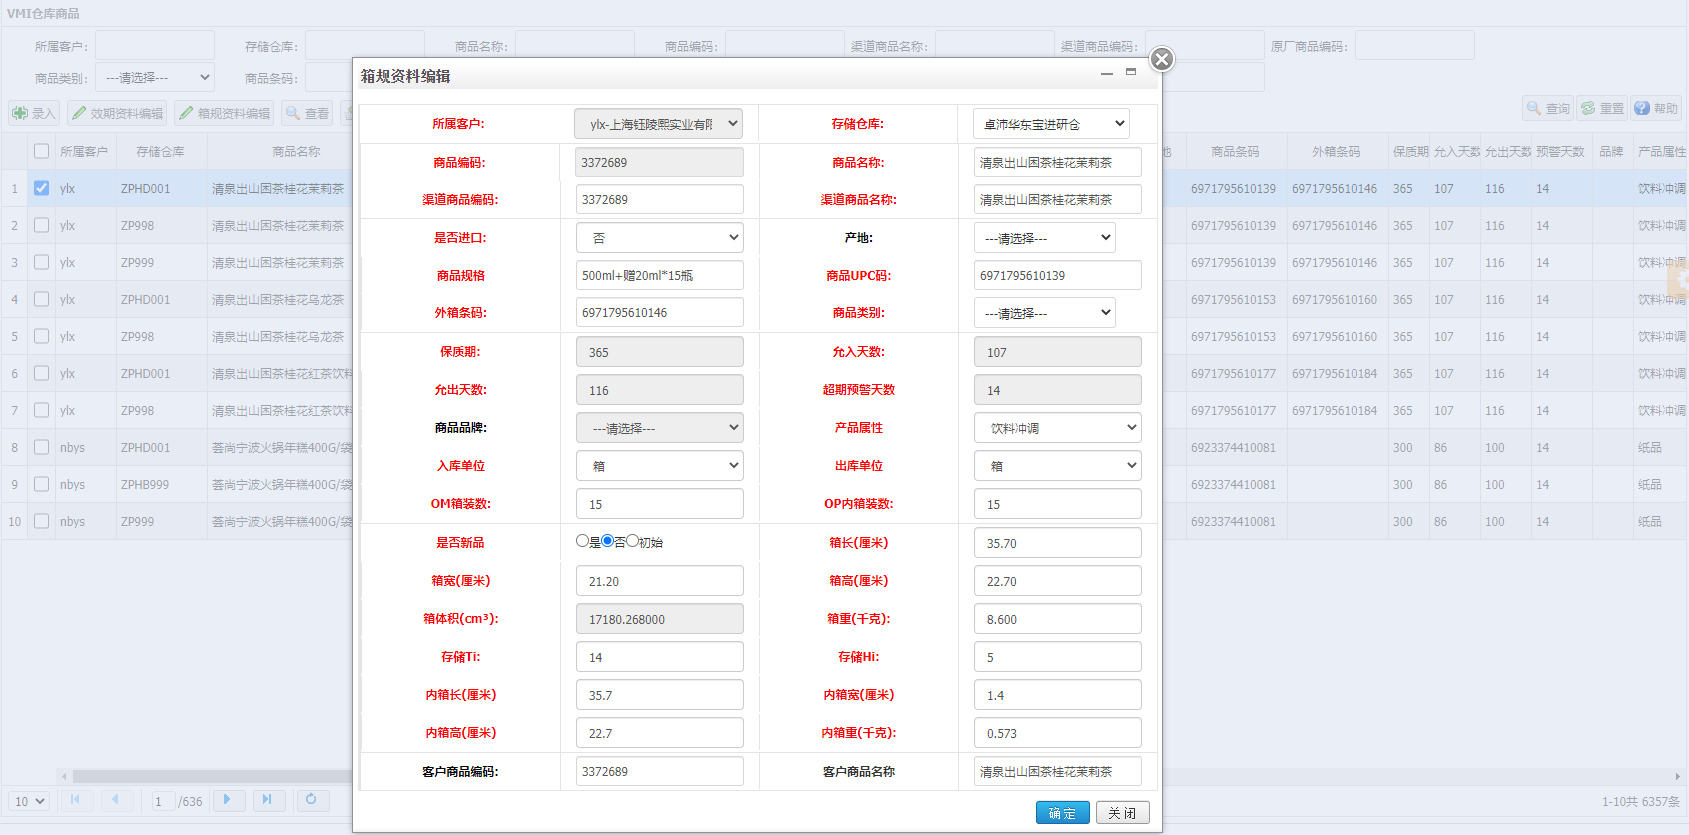 VMI仓库商品
所属客户: 存储仓库: 商品名称: 商品编码: 渠道商品名称: 渠道商品编码: 原厂商品编码:
商品类别: ---请选择--- 商品条码:
录入 效期资料编辑 箱规资料编辑 查看 查询 重置 帮助
所属客户 存储仓库 商品名称 商品条码 外箱条码 保质期 允入天数 允出天数 预警天数 品牌 产品属性
1 ylx ZPHD001 清泉出山困茶桂花茉莉茶 6971795610139 6971795610146 365 107 116 14 饮料冲调
2 ylx ZP998 清泉出山困茶桂花茉莉茶 6971795610139 6971795610146 365 107 116 14 饮料冲调
3 ylx ZP999 清泉出山困茶桂花茉莉茶 6971795610139 6971795610146 365 107 116 14 饮料冲调
4 ylx ZPHD001 清泉出山困茶桂花乌龙茶 6971795610153 6971795610160 365 107 116 14 饮料冲调
5 ylx ZP998 清泉出山困茶桂花乌龙茶 6971795610153 6971795610160 365 107 116 14 饮料冲调
6 ylx ZPHD001 清泉出山困茶桂花红茶饮料 6971795610177 6971795610184 365 107 116 14 饮料冲调
7 ylx ZP998 清泉出山困茶桂花红茶饮料 6971795610177 6971795610184 365 107 116 14 饮料冲调
8 nbys ZPHD001 荟尚宁波火锅年糕400G/袋 6923374410081 300 86 100 14 纸品
9 nbys ZPHB999 荟尚宁波火锅年糕400G/袋 6923374410081 300 86 100 14 纸品
10 nbys ZP999 荟尚宁波火锅年糕400G/袋 6923374410081 300 86 100 14 纸品
10 1 /636 1-10共 6357条
箱规资料编辑
所属客户: ylx-上海钰陵熙实业有限 存储仓库: 卓沛华东宝进研仓
商品编码: 3372689 商品名称: 清泉出山困茶桂花茉莉茶
渠道商品编码: 3372689 渠道商品名称: 清泉出山困茶桂花茉莉茶
是否进口: 否 产地: ---请选择---
商品规格 500ml+赠20ml*15瓶 商品UPC码: 6971795610139
外箱条码: 6971795610146 商品类别: ---请选择---
保质期: 365 允入天数: 107
允出天数: 116 超期预警天数 14
商品品牌: ---请选择--- 产品属性 饮料冲调
入库单位 箱 出库单位 箱
OM箱装数: 15 OP内箱装数: 15
是否新品 是 否 初始 箱长(厘米) 35.70
箱宽(厘米) 21.20 箱高(厘米) 22.70
箱体积(cm³): 17180.268000 箱重(千克): 8.600
存储Ti: 14 存储Hi: 5
内箱长(厘米) 35.7 内箱宽(厘米) 1.4
内箱高(厘米) 22.7 内箱重(千克): 0.573
客户商品编码: 3372689 客户商品名称 清泉出山困茶桂花茉莉茶
确定 关闭